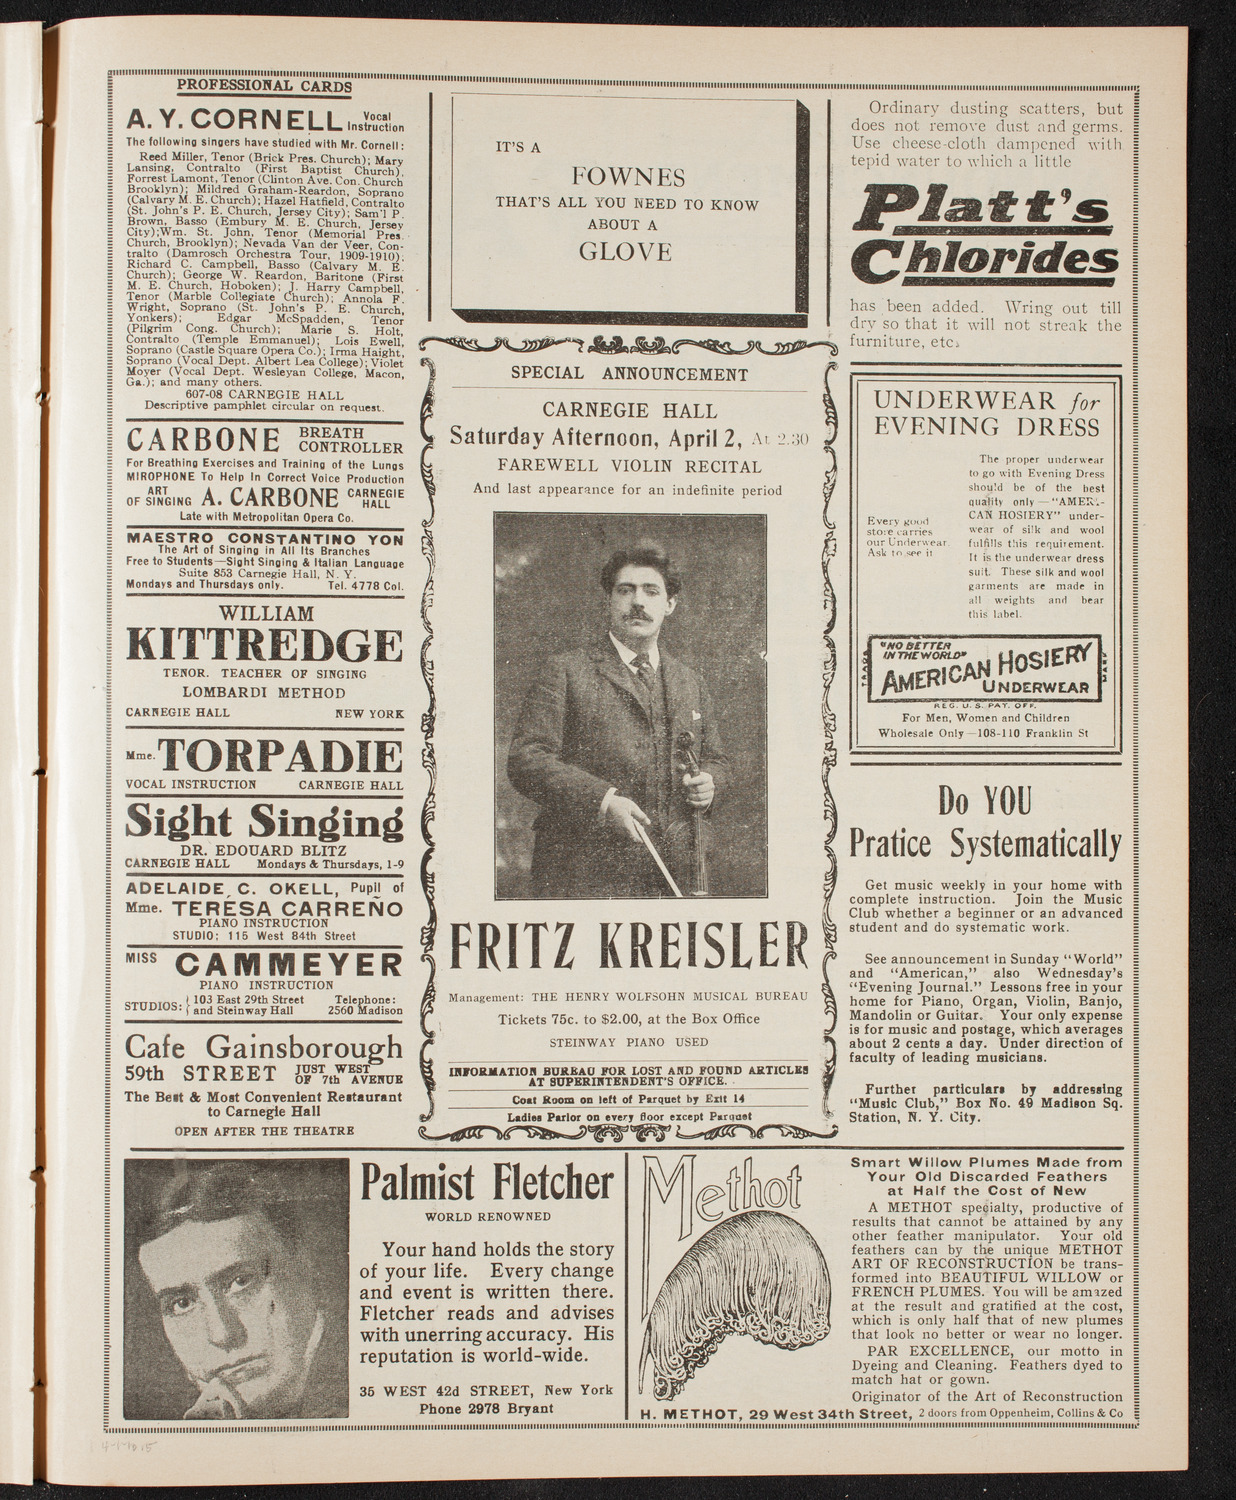 PROFESSIONAL CARDS
A. Y. CORNELL Vocal Instruction
The following singers have studied with Mr. Cornell:
Reed Miller, Tenor (Brick Pres. Church); Mary
Lansing, Contralto (First Baptist Church),
Forrest Lamont, Tenor (Clinton Ave. Con. Church
Brooklyn); Mildred Graham-Reardon, Soprano
(Calvary M. E. Church); Hazel Hatfield, Contralto
(St. John's P. E. Church, Jersey City); Sam'l P.
Brown, Basso (Embury M. E. Church, Jersey
City); Wm. St. John, Tenor (Memorial Pres.
Church, Brooklyn); Nevada Van der Veer, Con-
tralto (Damrosch Orchestra Tour, 1909-1910);
Richard C. Campbell, Basso (Calvary M. E.
Church); George W. Reardon, Baritone (First
M. E. Church, Hoboken); J. Harry Campbell,
Tenor (Marble Collegiate Church); Annola F.
Wright, Soprano (St. John's P. E. Church,
Yonkers); Edgar McSpadden, Tenor
(Pilgrim Cong. Church); Marie S. Holt,
Contralto (Temple Emmanuel); Lois Ewell,
Soprano (Castle Square Opera Co.); Irma Haight,
Soprano (Vocal Dept. Albert Lea College); Violet
Moyer (Vocal Dept. Wesleyan College, Macon,
Ga.); and many others.
607-08 CARNEGIE HALL
Descriptive pamphlet circular on request.
CARBONE BREATH CONTROLLER
For Breathing Exercises and Training of the Lungs
MIROPHONE To Help In Correct Voice Production
ART OF SINGING A. CARBONE CARNEGIE HALL
Late with Metropolitan Opera Co.
MAESTRO CONSTANTINO YON
The Art of Singing in All Its Branches
Free to Students—Sight Singing & Italian Language
Suite 853 Carnegie Hall, N. Y.
Mondays and Thursdays only. Tel. 4778 Col.
WILLIAM
KITTREDGE
TENOR. TEACHER OF SINGING
LOMBARDI METHOD
CARNEGIE HALL NEW YORK
Mme. TORPADIE
VOCAL INSTRUCTION CARNEGIE HALL
Sight Singing
DR. EDOUARD BLITZ
CARNEGIE HALL Mondays & Thursdays, 1-9
ADELAIDE C. OKELL, Pupil of
Mme. TERESA CARREÑO
PIANO INSTRUCTION
STUDIO: 115 West 84th Street
MISS CAMMEYER
PIANO INSTRUCTION
STUDIOS: { 103 East 29th Street Telephone:
and Steinway Hall 2560 Madison
Cafe Gainsborough
59th STREET JUST WEST OF 7th AVENUE
The Best & Most Convenient Restaurant
to Carnegie Hall
OPEN AFTER THE THEATRE
IT'S A
FOWNES
THAT'S ALL YOU NEED TO KNOW
ABOUT A
GLOVE
SPECIAL ANNOUNCEMENT
CARNEGIE HALL
Saturday Afternoon, April 2, At 2.30
FAREWELL VIOLIN RECITAL
And last appearance for an indefinite period
FRITZ KREISLER
Management: THE HENRY WOLFSOHN MUSICAL BUREAU
Tickets 75c. to $2.00, at the Box Office
STEINWAY PIANO USED
INFORMATION BUREAU FOR LOST AND FOUND ARTICLES
AT SUPERINTENDENT'S OFFICE.
Coat Room on left of Parquet by Exit 14
Ladies Parlor on every floor except Parquet
Ordinary dusting scatters, but
does not remove dust and germs.
Use cheese-cloth dampened with
tepid water to which a little
Platt's
Chlorides
has been added. Wring out till
dry so that it will not streak the
furniture, etc.
UNDERWEAR for
EVENING DRESS
The proper underwear
to go with Evening Dress
should be of the best
quality only—"AMERI-
CAN HOSIERY" under-
wear of silk and wool
fulfills this requirement.
It is the underwear dress
suit. These silk and wool
garments are made in
all weights and bear
this label.
Every good
store carries
our Underwear.
Ask to see it
TRADE MARK
"NO BETTER
IN THE WORLD"
AMERICAN HOSIERY
UNDERWEAR
REG. U. S. PAT. OFF.
For Men, Women and Children
Wholesale Only—108-110 Franklin St
Do YOU
Pratice Systematically
Get music weekly in your home with
complete instruction. Join the Music
Club whether a beginner or an advanced
student and do systematic work.
See announcement in Sunday "World"
and "American," also Wednesday's
"Evening Journal." Lessons free in your
home for Piano, Organ, Violin, Banjo,
Mandolin or Guitar. Your only expense
is for music and postage, which averages
about 2 cents a day. Under direction of
faculty of leading musicians.
Further particulars by addressing
"Music Club," Box No. 49 Madison Sq.
Station, N. Y. City.
Palmist Fletcher
WORLD RENOWNED
Your hand holds the story
of your life. Every change
and event is written there.
Fletcher reads and advises
with unerring accuracy. His
reputation is world-wide.
35 WEST 42d STREET, New York
Phone 2978 Bryant
Methot
Smart Willow Plumes Made from
Your Old Discarded Feathers
at Half the Cost of New
A METHOT specialty, productive of
results that cannot be attained by any
other feather manipulator. Your old
feathers can by the unique METHOT
ART OF RECONSTRUCTION be trans-
formed into BEAUTIFUL WILLOW or
FRENCH PLUMES. You will be amazed
at the result and gratified at the cost,
which is only half that of new plumes
that look no better or wear no longer.
PAR EXCELLENCE, our motto in
Dyeing and Cleaning. Feathers dyed to
match hat or gown.
Originator of the Art of Reconstruction
H. METHOT, 29 West 34th Street, 2 doors from Oppenheim, Collins & Co